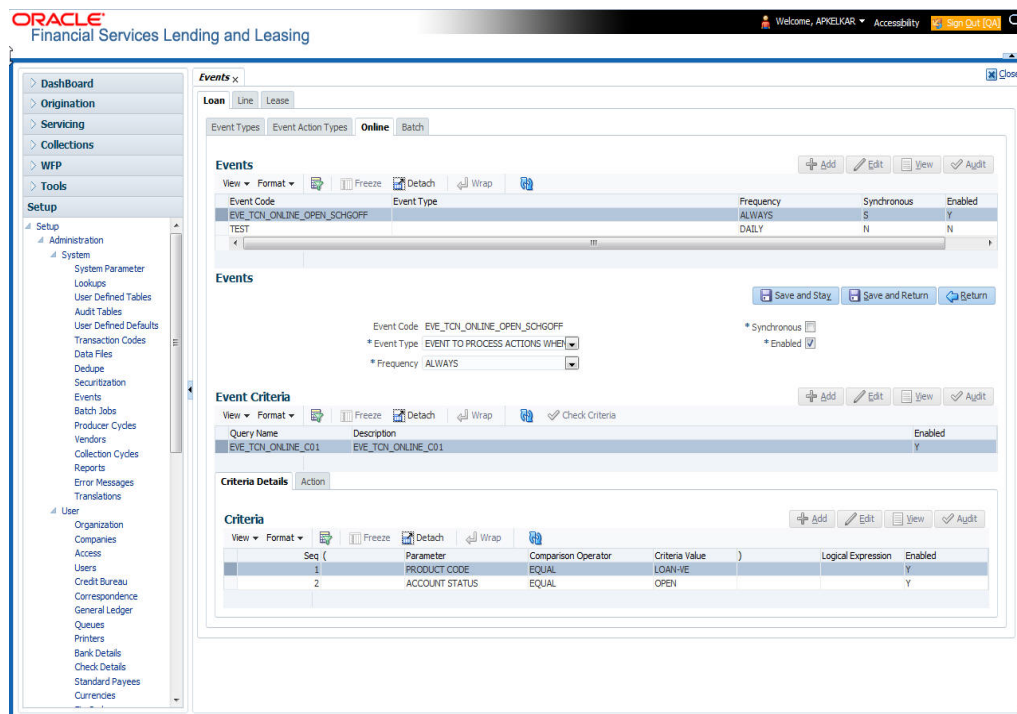 ORACLE
Financial Services Lending and Leasing
Welcome, APKELKAR Accessibility Sign Out [QA]
Events x
Close
DashBoard
Origination
Servicing
Collections
WFP
Tools
Setup
Setup
Administration
System
System Parameter
Lookups
User Defined Tables
Audit Tables
User Defined Defaults
Transaction Codes
Data Files
Dedupe
Securitization
Events
Batch Jobs
Producer Cycles
Vendors
Collection Cycles
Reports
Error Messages
Translations
User
Organization
Companies
Access
Users
Credit Bureau
Correspondence
General Ledger
Queues
Printers
Bank Details
Check Details
Standard Payees
Currencies
Loan Line Lease
Event Types Event Action Types Online Batch
Events
Add Edit View Audit
View Format Freeze Detach Wrap
Event Code Event Type Frequency Synchronous Enabled
EVE_TCN_ONLINE_OPEN_SCHGOFF ALWAYS S Y
TEST DAILY N N
Events
Save and Stay Save and Return Return
Event Code EVE_TCN_ONLINE_OPEN_SCHGOFF
* Synchronous
* Event Type EVENT TO PROCESS ACTIONS WHEN
* Enabled
* Frequency ALWAYS
Event Criteria
Add Edit View Audit
View Format Freeze Detach Wrap Check Criteria
Query Name Description Enabled
EVE_TCN_ONLINE_C01 EVE_TCN_ONLINE_C01 Y
Criteria Details Action
Criteria
Add Edit View Audit
View Format Freeze Detach Wrap
Seq ( Parameter Comparison Operator Criteria Value ) Logical Expression Enabled
1 PRODUCT CODE EQUAL LOAN-VE Y
2 ACCOUNT STATUS EQUAL OPEN Y